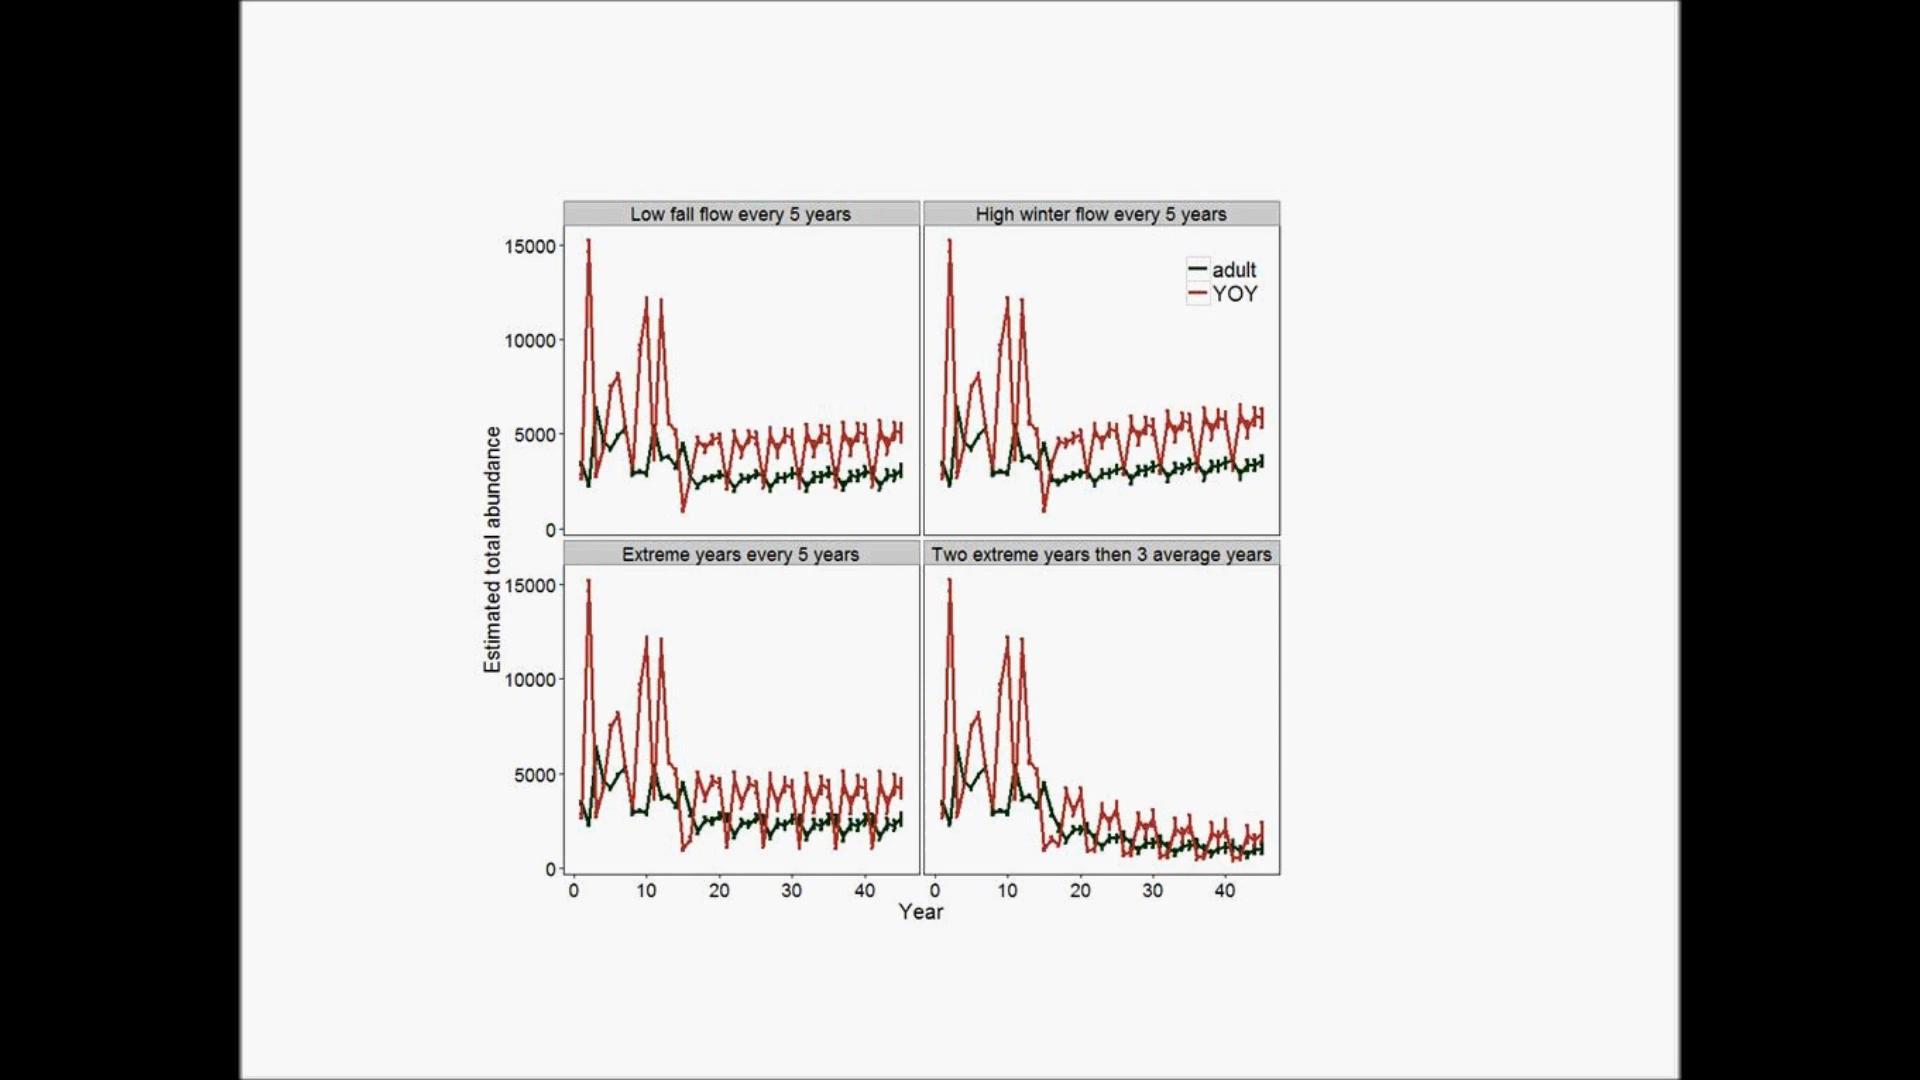 Low fall flow every 5 years
High winter flow every 5 years
15000
10000
5000
0
adult
YOY
Estimated total abundance
Extreme years every 5 years
Two extreme years then 3 average years
15000
10000
5000
0
0 10 20 30 40
0 10 20 30 40
Year